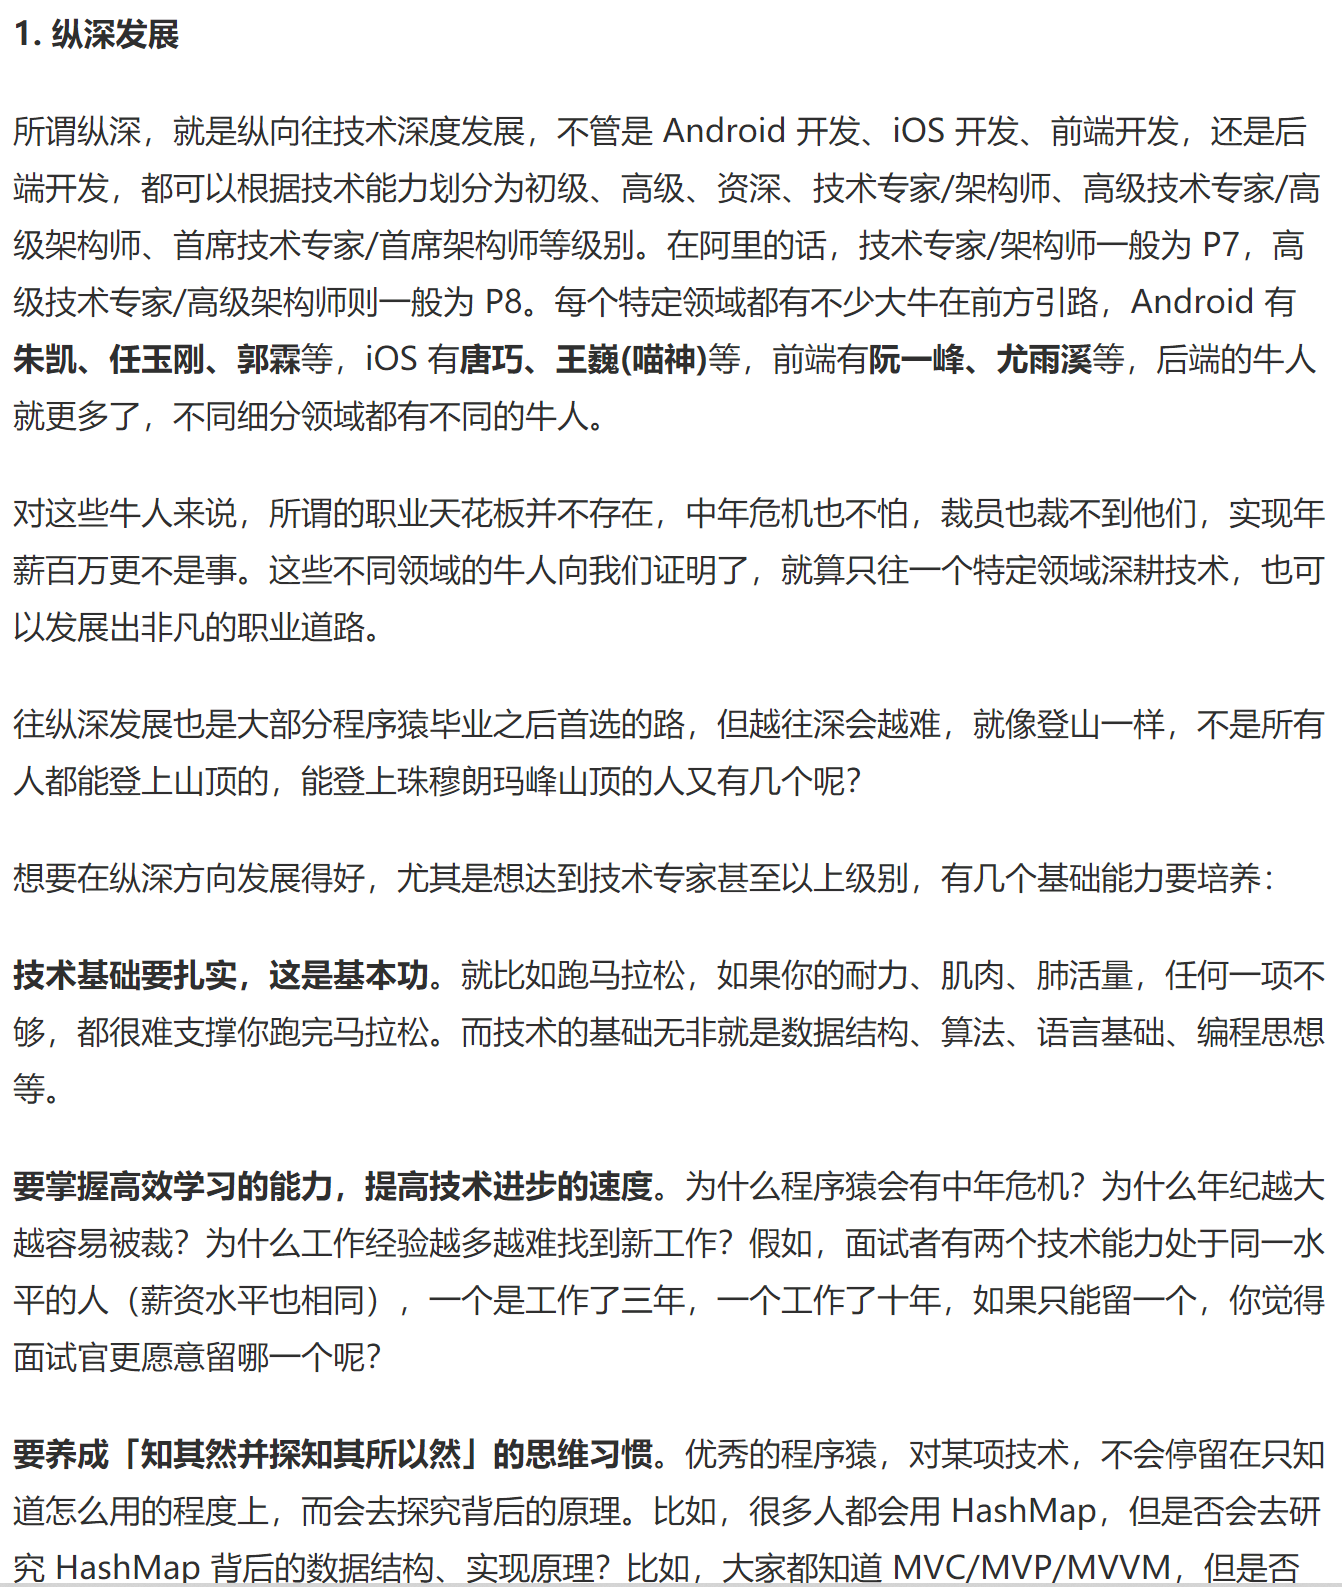 1. 纵深发展
所谓纵深，就是纵向往技术深度发展，不管是 Android 开发、iOS 开发、前端开发，还是后
端开发，都可以根据技术能力划分为初级、高级、资深、技术专家/架构师、高级技术专家/高
级架构师、首席技术专家/首席架构师等级别。在阿里的话，技术专家/架构师一般为 P7，高
级技术专家/高级架构师则一般为 P8。每个特定领域都有不少大牛在前方引路，Android 有
朱凯、任玉刚、郭霖等，iOS 有唐巧、王巍(喵神)等，前端有阮一峰、尤雨溪等，后端的牛人
就更多了，不同细分领域都有不同的牛人。
对这些牛人来说，所谓的职业天花板并不存在，中年危机也不怕，裁员也裁不到他们，实现年
薪百万更不是事。这些不同领域的牛人向我们证明了，就算只往一个特定领域深耕技术，也可
以发展出非凡的职业道路。
往纵深发展也是大部分程序猿毕业之后首选的路，但越往深会越难，就像登山一样，不是所有
人都能登上山顶的，能登上珠穆朗玛峰山顶的人又有几个呢？
想要在纵深方向发展得好，尤其是想达到技术专家甚至以上级别，有几个基础能力要培养：
技术基础要扎实，这是基本功。就比如跑马拉松，如果你的耐力、肌肉、肺活量，任何一项不
够，都很难支撑你跑完马拉松。而技术的基础无非就是数据结构、算法、语言基础、编程思想
等。
要掌握高效学习的能力，提高技术进步的速度。为什么程序猿会有中年危机？为什么年纪越大
越容易被裁？为什么工作经验越多越难找到新工作？假如，面试者有两个技术能力处于同一水
平的人（薪资水平也相同），一个是工作了三年，一个工作了十年，如果只能留一个，你觉得
面试官更愿意留哪一个呢？
要养成「知其然并探知其所以然」的思维习惯。优秀的程序猿，对某项技术，不会停留在只知
道怎么用的程度上，而会去探究背后的原理。比如，很多人都会用 HashMap，但是否会去研
究 HashMap 背后的数据结构、实现原理？比如，大家都知道 MVC/MVP/MVVM，但是否